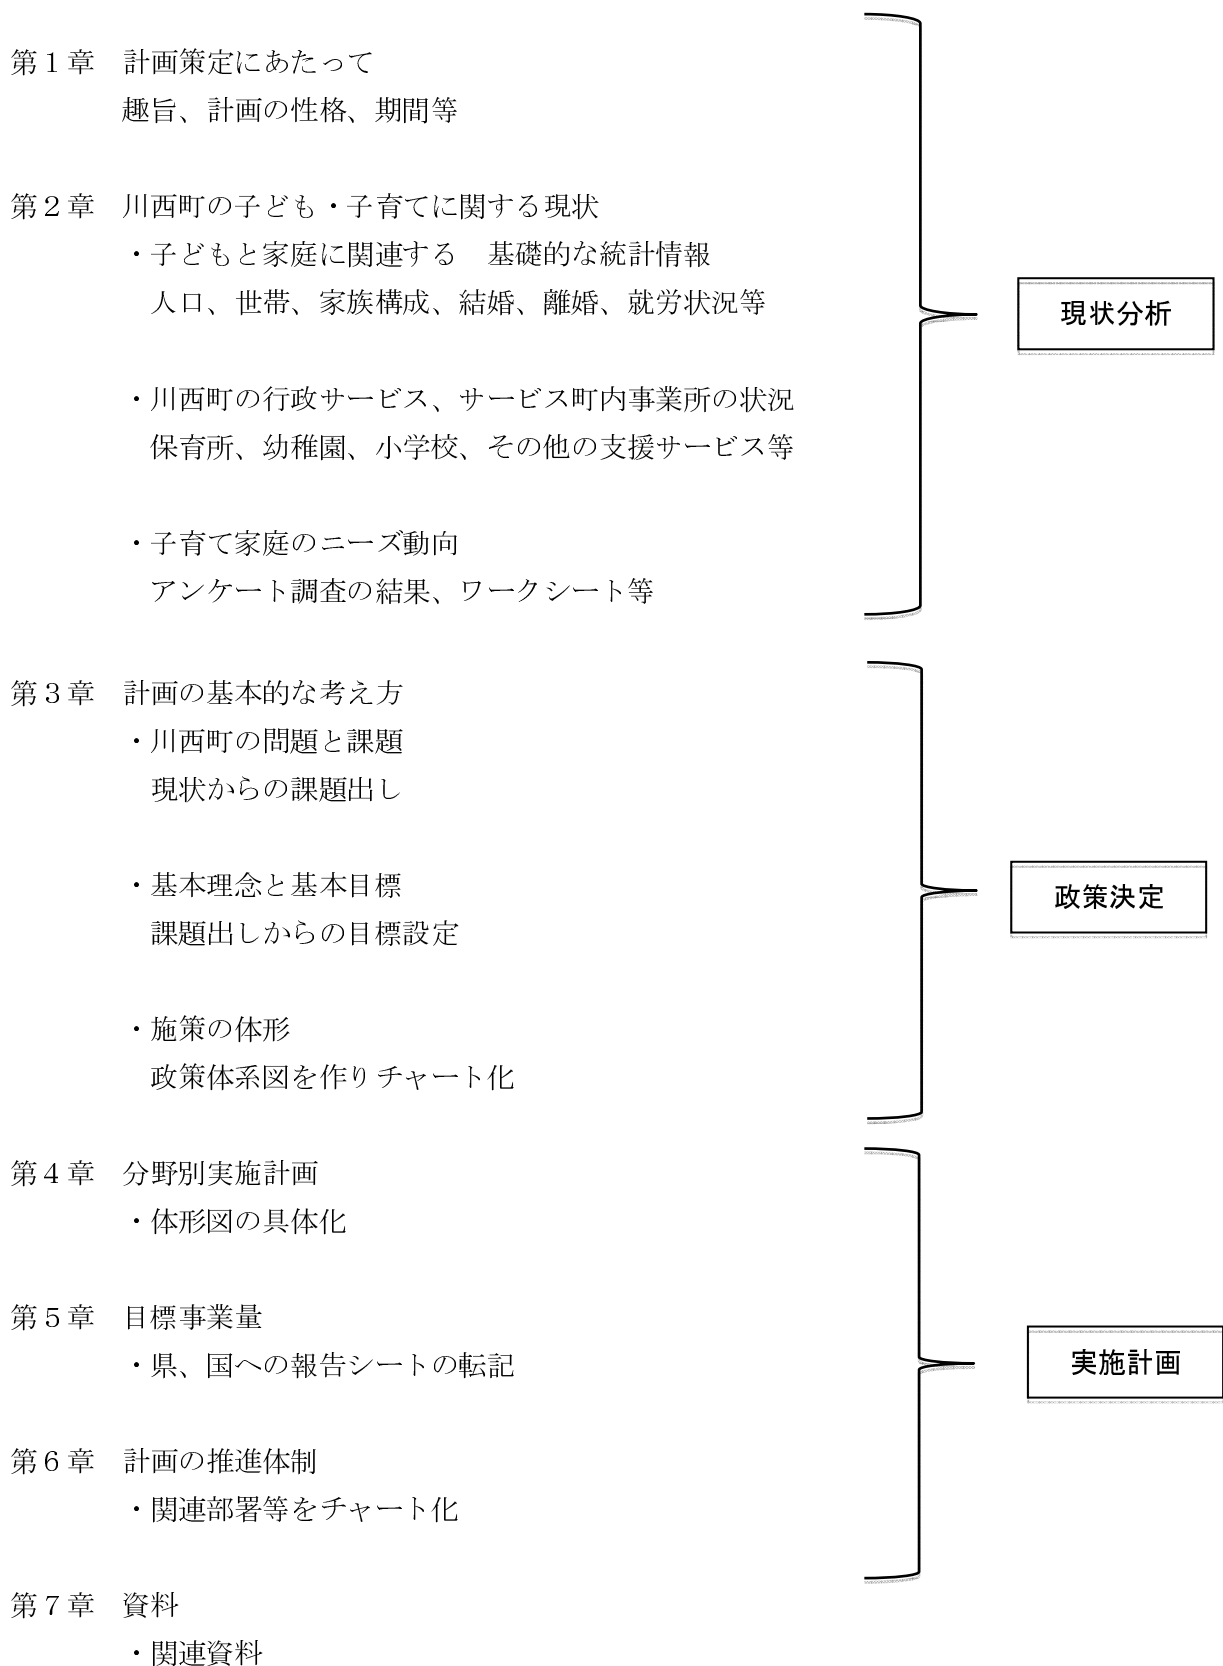 第１章　計画策定にあたって
趣旨、計画の性格、期間等
第２章　川西町の子ども・子育てに関する現状
・子どもと家庭に関連する　基礎的な統計情報
人口、世帯、家族構成、結婚、離婚、就労状況等
現状分析
・川西町の行政サービス、サービス町内事業所の状況
保育所、幼稚園、小学校、その他の支援サービス等
・子育て家庭のニーズ動向
アンケート調査の結果、ワークシート等
第３章　計画の基本的な考え方
・川西町の問題と課題
現状からの課題出し
・基本理念と基本目標
課題出しからの目標設定
政策決定
・施策の体形
政策体系図を作りチャート化
第４章　分野別実施計画
・体形図の具体化
第５章　目標事業量
・県、国への報告シートの転記
実施計画
第６章　計画の推進体制
・関連部署等をチャート化
第７章　資料
・関連資料